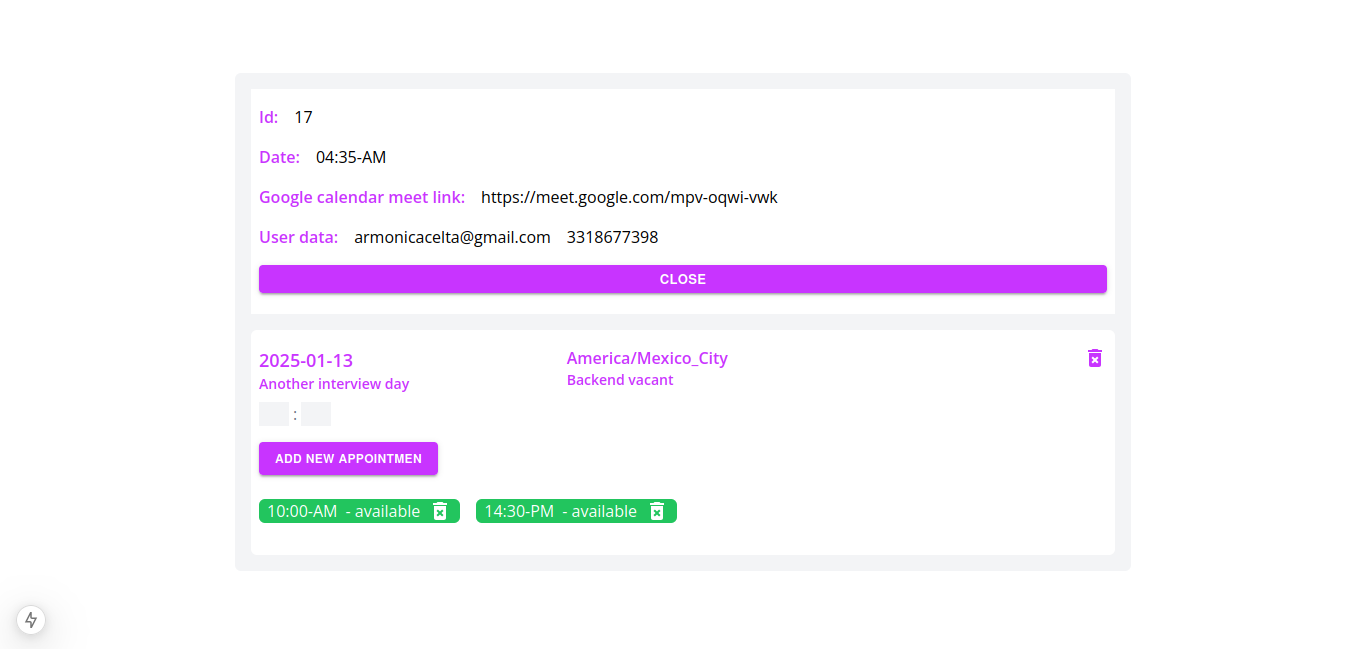 Id: 17
Date: 04:35-AM
Google calendar meet link: https://meet.google.com/mpv-oqwi-vwk
User data: armonicacelta@gmail.com 3318677398
CLOSE
2025-01-13
Another interview day
America/Mexico_City
Backend vacant
:
ADD NEW APPOINTMEN
10:00-AM - available
14:30-PM - available